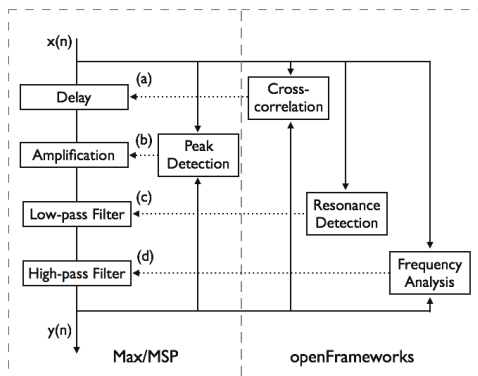 x(n)
(a)
Delay
Cross-
correlation
(b)
Amplification
Peak
Detection
(c)
Low-pass Filter
Resonance
Detection
(d)
High-pass Filter
Frequency
Analysis
y(n)
Max/MSP
openFrameworks